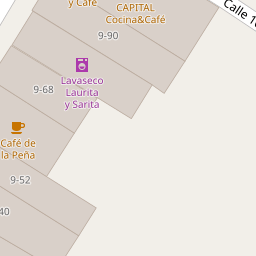 y Café
CAPITAL
Cocina&Café
9-90
Lavaseco
Laurita
y Sarita
9-68
Café de
la Peña
9-52
40
Calle